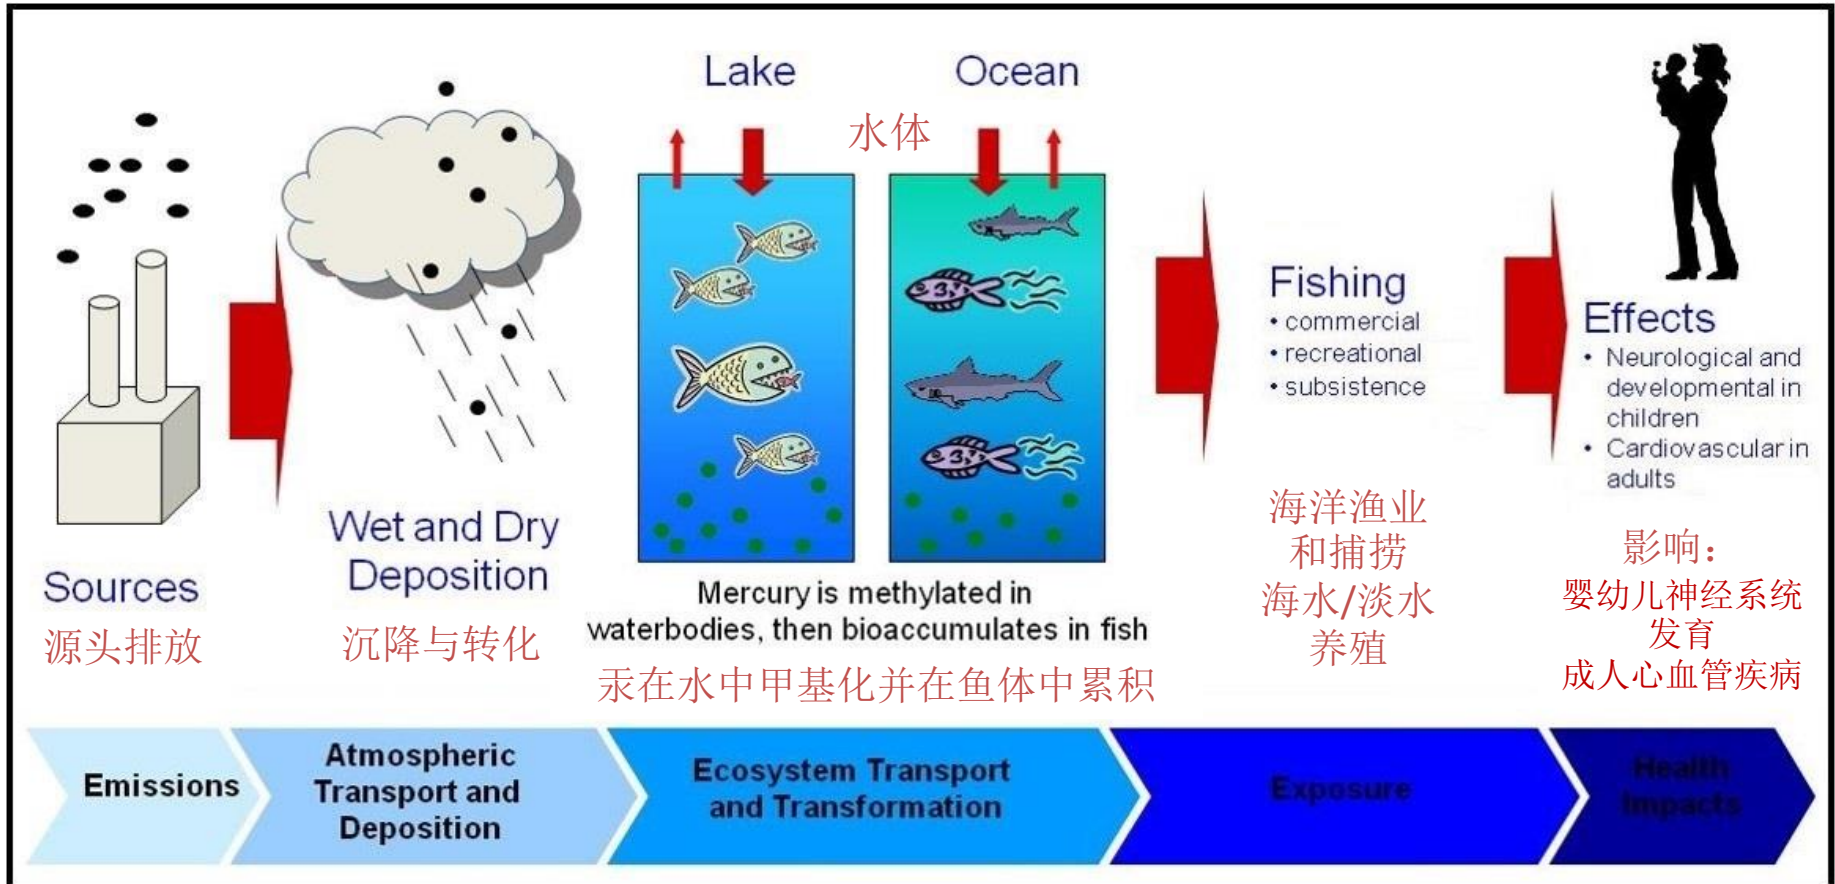 Lake
Ocean
水体
Sources
源头排放
Wet and Dry
Deposition
沉降与转化
Mercury is methylated in
waterbodies, then bioaccumulates in fish
汞在水中甲基化并在鱼体中累积
Fishing
• commercial
• recreational
• subsistence
海洋渔业
和捕捞
海水/淡水
养殖
Effects
• Neurological and
developmental in
children
• Cardiovascular in
adults
影响：
婴幼儿神经系统
发育
成人心血管疾病
Emissions
Atmospheric
Transport and
Deposition
Ecosystem Transport
and Transformation
Exposure
Health
Impacts